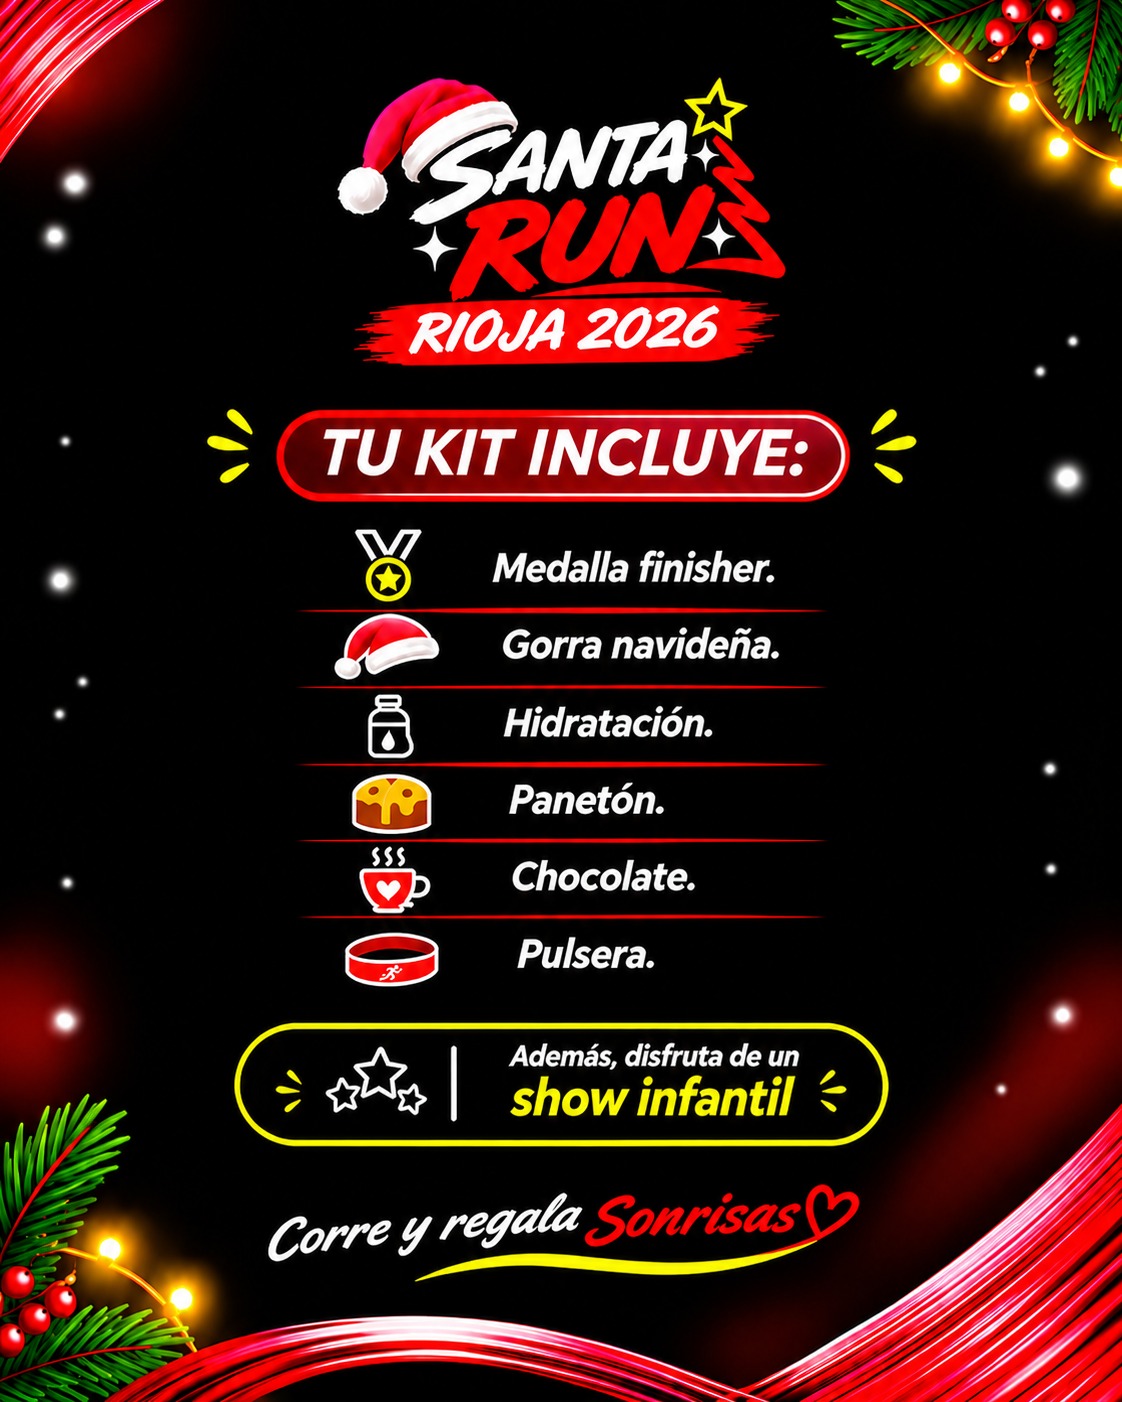 SANTA
RUN
RIOJA 2026
TU KIT INCLUYE:
Medalla finisher.
Gorra navideña.
Hidratación.
Panetón.
Chocolate.
Pulsera.
Además, disfruta de un
show infantil
Corre y regala Sonrisas